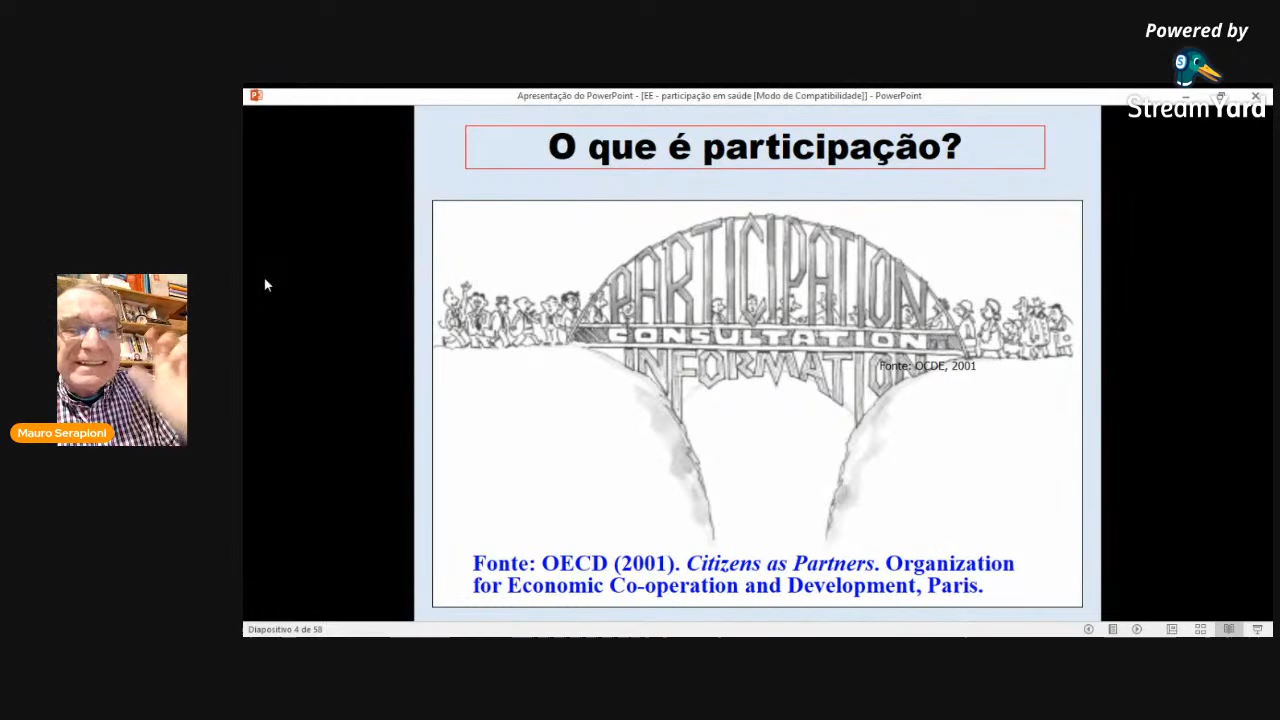 Powered by
S
StreamYard
Apresentação do PowerPoint - [EE - participação em saúde [Modo de Compatibilidade]] - PowerPoint
O que é participação?
PARTICIPATION
CONSULTATION
INFORMATION
Fonte: OCDE, 2001
Mauro Serapioni
Fonte: OECD (2001). Citizens as Partners. Organization
for Economic Co-operation and Development, Paris.
Diapositivo 4 de 58